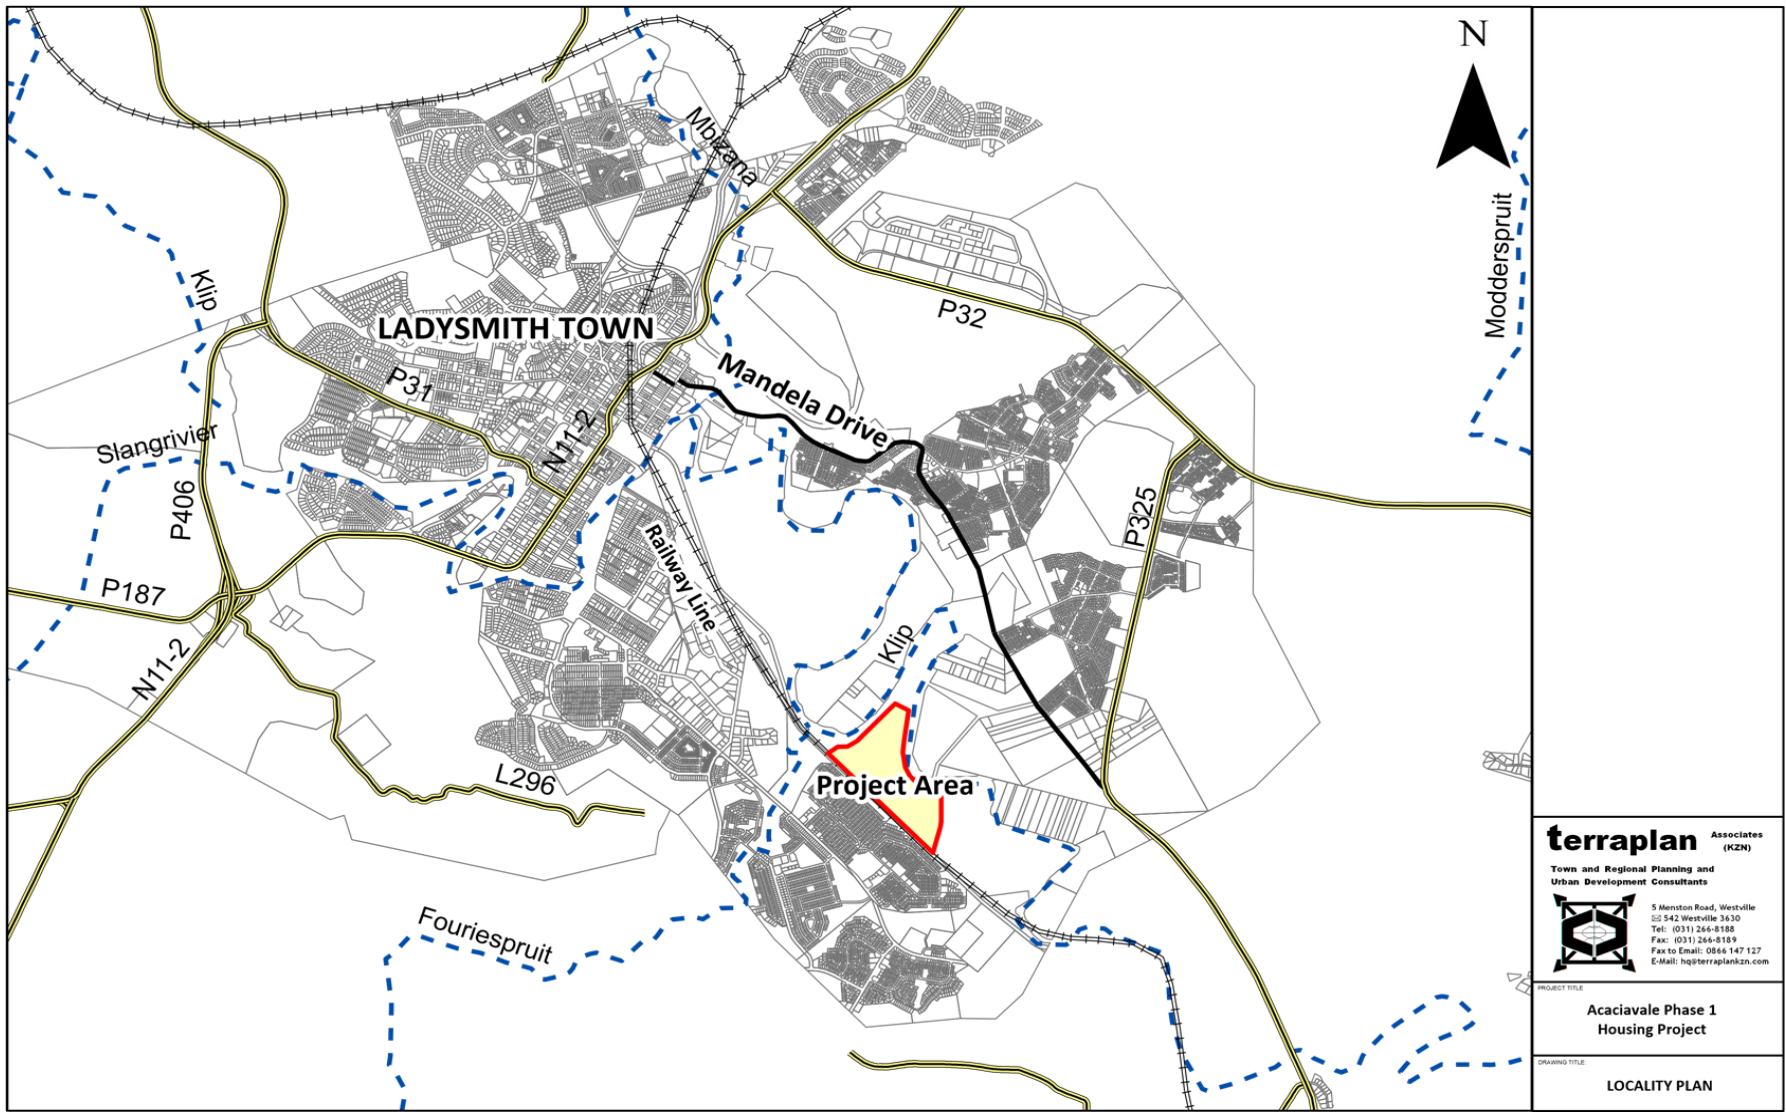 N
Mbizana
Modderspruit
Klip
P32
LADYSMITH TOWN
Mandela Drive
P31
N11-2
Slangrivier
P406
P325
Railway Line
P187
N11-2
Klip
L296
Project Area
Fouriespruit
terraplan
Associates
(KZN)
Town and Regional Planning and
Urban Development Consultants
5 Menston Road, Westville
✉ 542 Westville 3630
Tel: (031) 266-8188
Fax: (031) 266-8189
Fax to Email: 0866 147 127
E-Mail: hq@terraplankzn.com
PROJECT TITLE
Acaciavale Phase 1
Housing Project
DRAWING TITLE:
LOCALITY PLAN